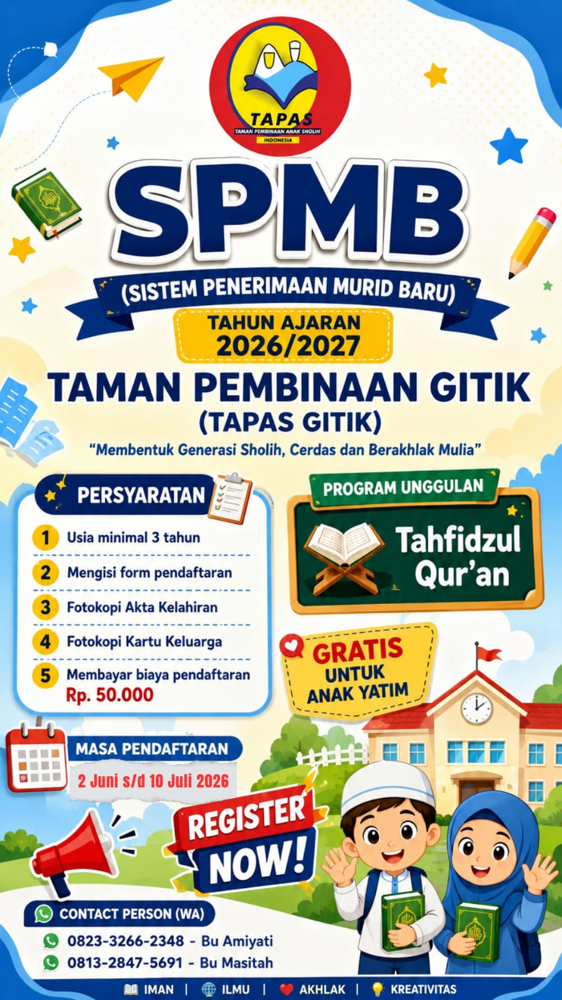 TAPAS
TAMAN PEMBINAAN ANAK SHOLIH
INDONESIA
SPMB
(SISTEM PENERIMAAN MURID BARU)
TAHUN AJARAN
2026/2027
TAMAN PEMBINAAN GITIK
(TAPAS GITIK)
“Membentuk Generasi Sholih, Cerdas dan Berakhlak Mulia”
PERSYARATAN
1 Usia minimal 3 tahun
2 Mengisi form pendaftaran
3 Fotokopi Akta Kelahiran
4 Fotokopi Kartu Keluarga
5 Membayar biaya pendaftaran
Rp. 50.000
PROGRAM UNGGULAN
Tahfidzul
Qur'an
GRATIS
UNTUK
ANAK YATIM
MASA PENDAFTARAN
2 Juni s/d 10 Juli 2026
REGISTER
NOW!
CONTACT PERSON (WA)
0823-3266-2348 - Bu Amiyati
0813-2847-5691 - Bu Masitah
IMAN | ILMU | AKHLAK | KREATIVITAS